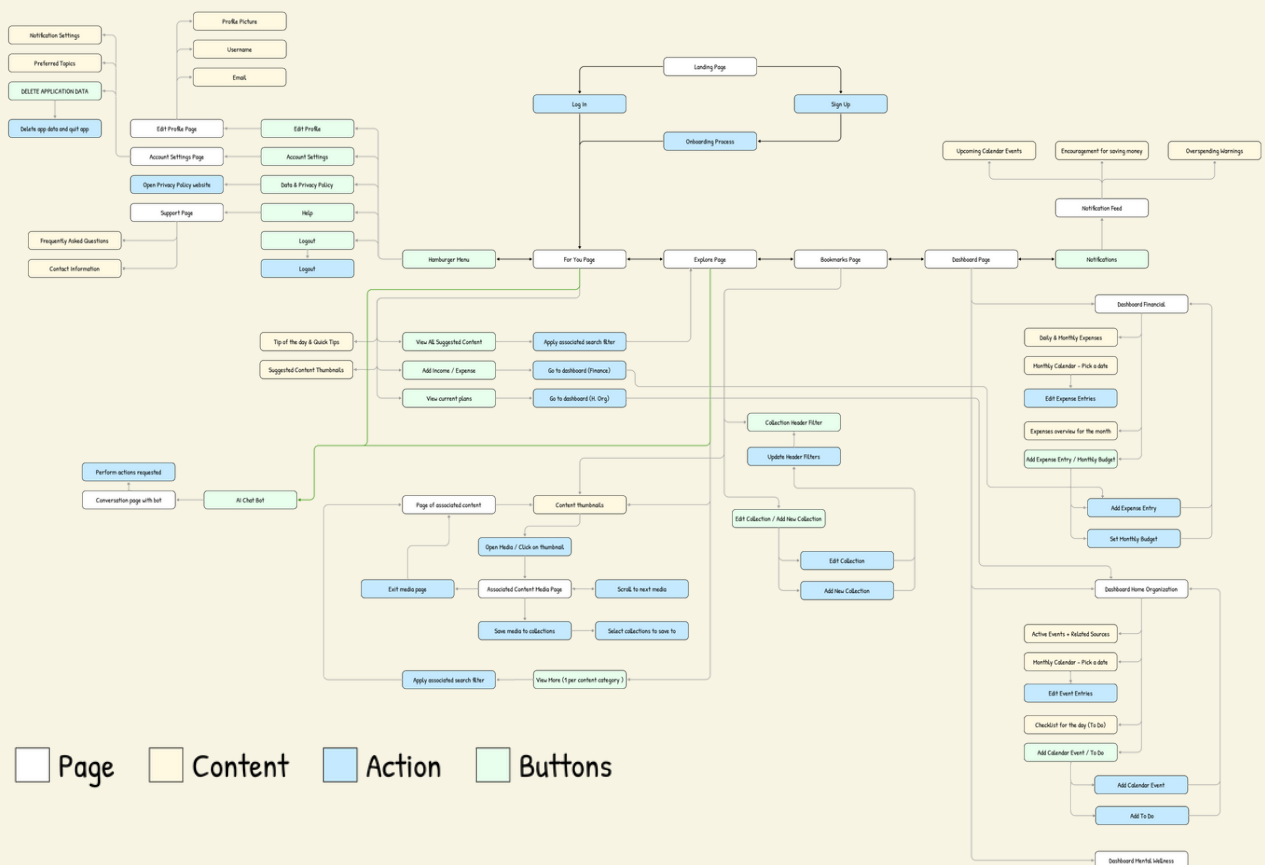 Profile Picture
Notification Settings
Username
Preferred Topics
Email
DELETE APPLICATION DATA
Delete app data and quit app
Edit Profile Page
Edit Profile
Account Settings Page
Account Settings
Open Privacy Policy website
Data & Privacy Policy
Support Page
Help
Frequently Asked Questions
Logout
Contact Information
Logout
Landing Page
Log In
Sign Up
Onboarding Process
Upcoming Calendar Events
Encouragement for saving money
Overspending Warnings
Notification Feed
Hamburger Menu
For You Page
Explore Page
Bookmarks Page
Dashboard Page
Notifications
Tip of the day & Quick Tips
View All Suggested Content
Apply associated search filter
Suggested Content Thumbnails
Add Income / Expense
Go to dashboard (Finance)
View current plans
Go to dashboard (H. Org)
Dashboard Financial
Daily & Monthly Expenses
Monthly Calendar - Pick a date
Edit Expense Entries
Expenses overview for the month
Add Expense Entry / Monthly Budget
Add Expense Entry
Set Monthly Budget
Collection Header Filter
Update Header Filters
Edit Collection / Add New Collection
Edit Collection
Add New Collection
Perform actions requested
Conversation page with bot
AI Chat Bot
Page of associated content
Content thumbnails
Open Media / Click on thumbnail
Exit media page
Associated Content Media Page
Scroll to next media
Save media to collections
Select collections to save to
Apply associated search filter
View More (1 per content category )
Dashboard Home Organization
Active Events + Related Sources
Monthly Calendar - Pick a date
Edit Event Entries
Checklist for the day (To Do)
Add Calendar Event / To Do
Add Calendar Event
Add To Do
Dashboard Mental Wellness
Page
Content
Action
Buttons